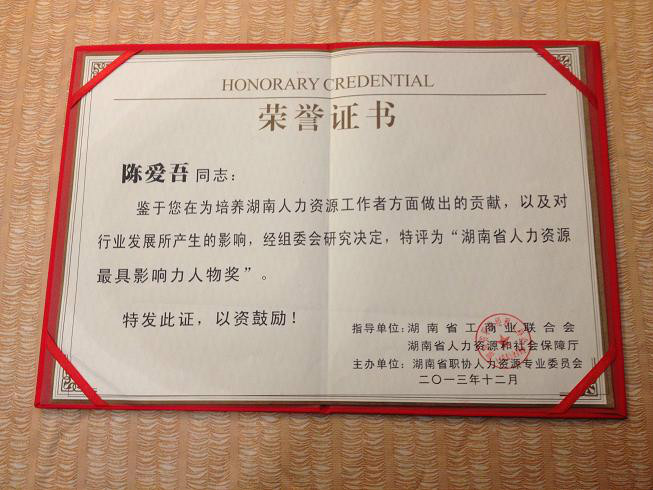 HONORARY CREDENTIAL
荣誉证书
陈爱吾 同志：
鉴于您在为培养湖南人力资源工作者方面做出的贡献，以及对
行业发展所产生的影响，经组委会研究决定，特评为“湖南省人力资源
最具影响力人物奖”。
特发此证，以资鼓励！
指导单位：湖南省工商业联合会
湖南省人力资源和社会保障厅
主办单位：湖南省职协人力资源专业委员会
二〇一三年十二月